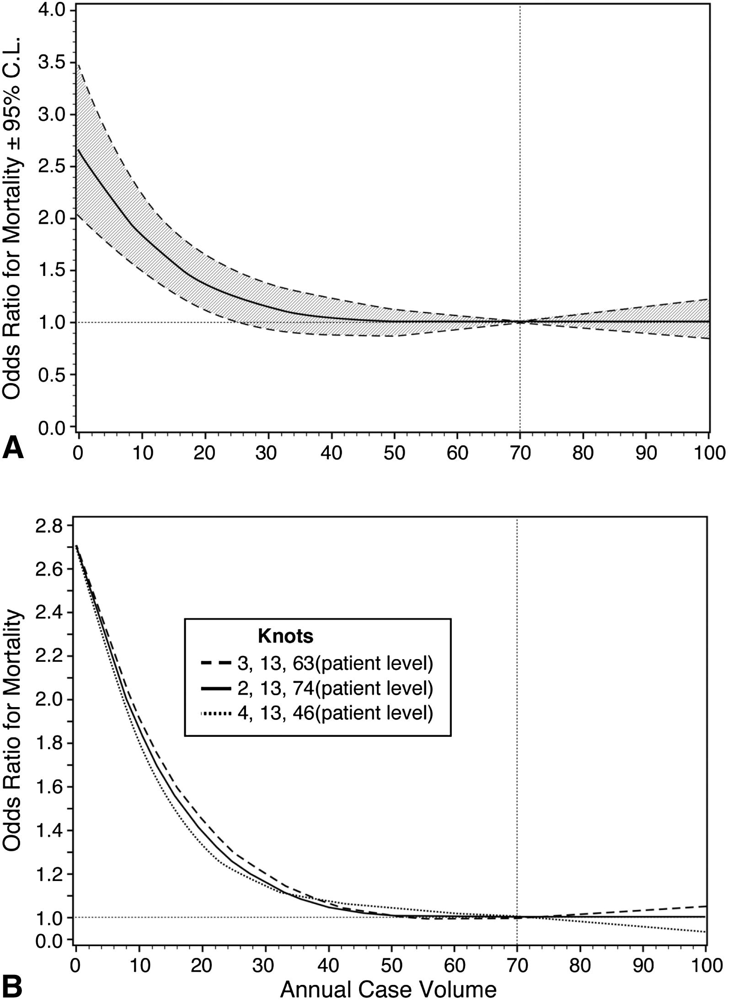 Odds Ratio for Mortality ± 95% C.L.
4.0
3.5
3.0
2.5
2.0
1.5
1.0
0.5
0.0
A
0 10 20 30 40 50 60 70 80 90 100
Odds Ratio for Mortality
2.8
2.6
2.4
2.2
2.0
1.8
1.6
1.4
1.2
1.0
0.0
Knots
3, 13, 63(patient level)
2, 13, 74(patient level)
4, 13, 46(patient level)
0 10 20 30 40 50 60 70 80 90 100
B
Annual Case Volume